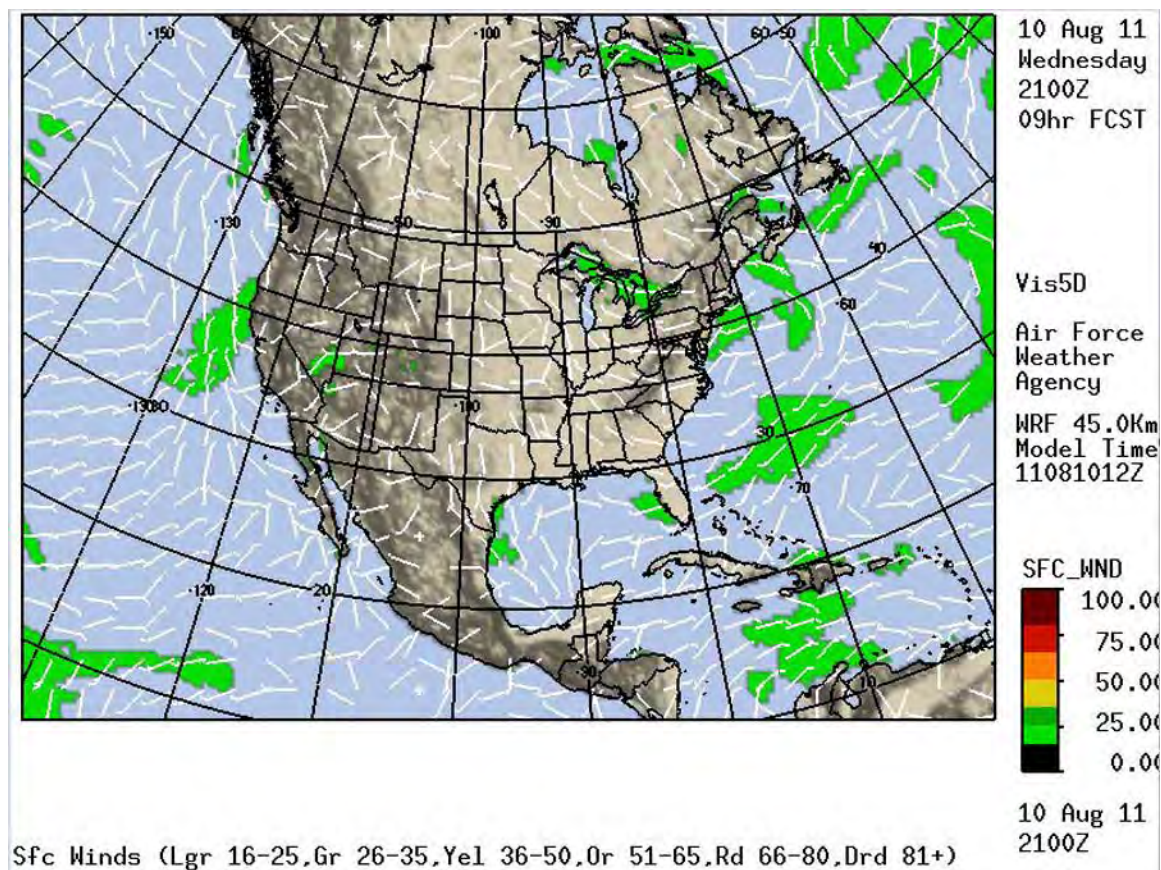 10 Aug 11
Wednesday
2100Z
09hr FCST
·150
·100
60
·50
·130
·90
·90
40
·60
·130
30
·100
30
·70
·120
·20
·90
10
Vis5D
Air Force
Weather
Agency
WRF 45.0Km
Model Time
11081012Z
SFC_WND
100.00
75.00
50.00
25.00
0.00
10 Aug 11
2100Z
Sfc Winds (Lgr 16-25,Gr 26-35,Yel 36-50,Or 51-65,Rd 66-80,Drd 81+)